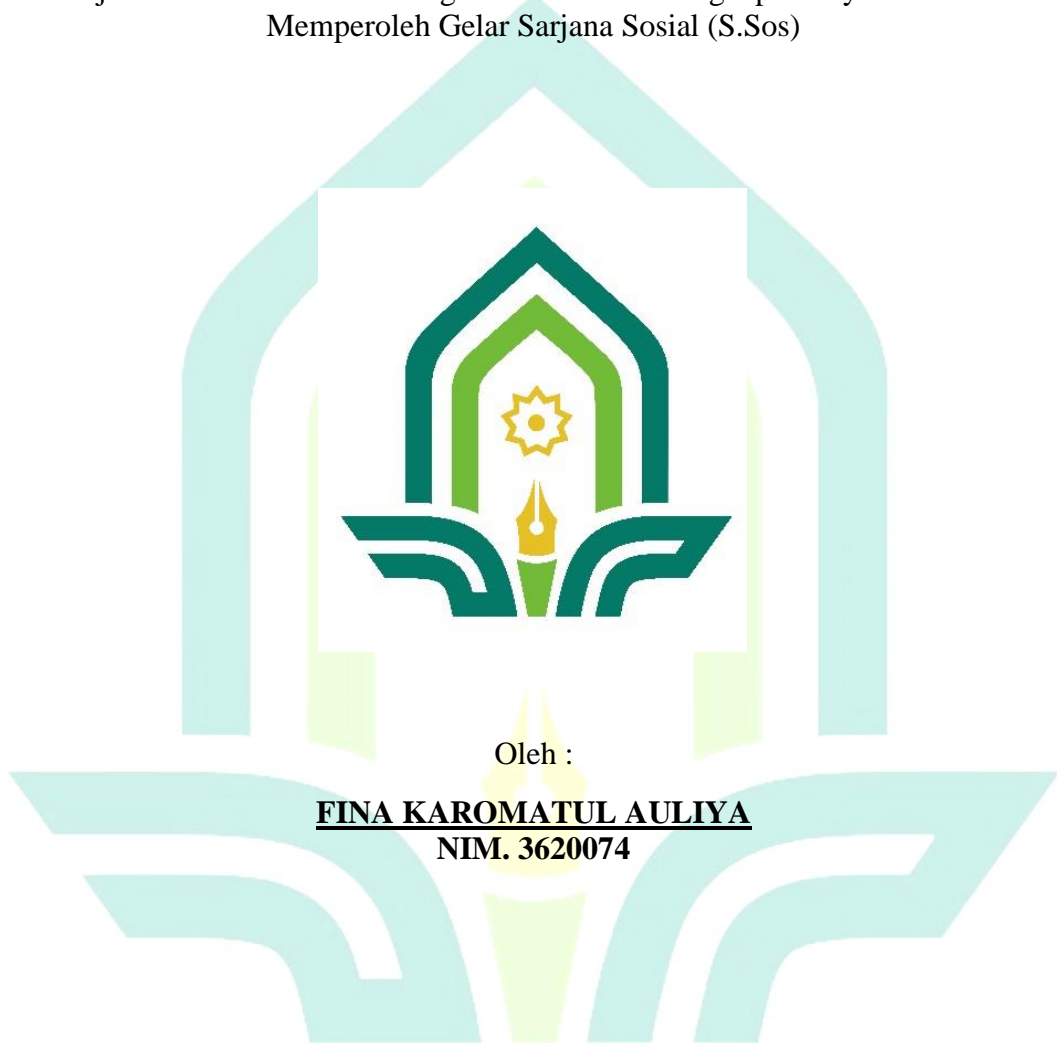 Memperoleh Gelar Sarjana Sosial (S.Sos)
Oleh :
FINA KAROMATUL AULIYA
NIM. 3620074